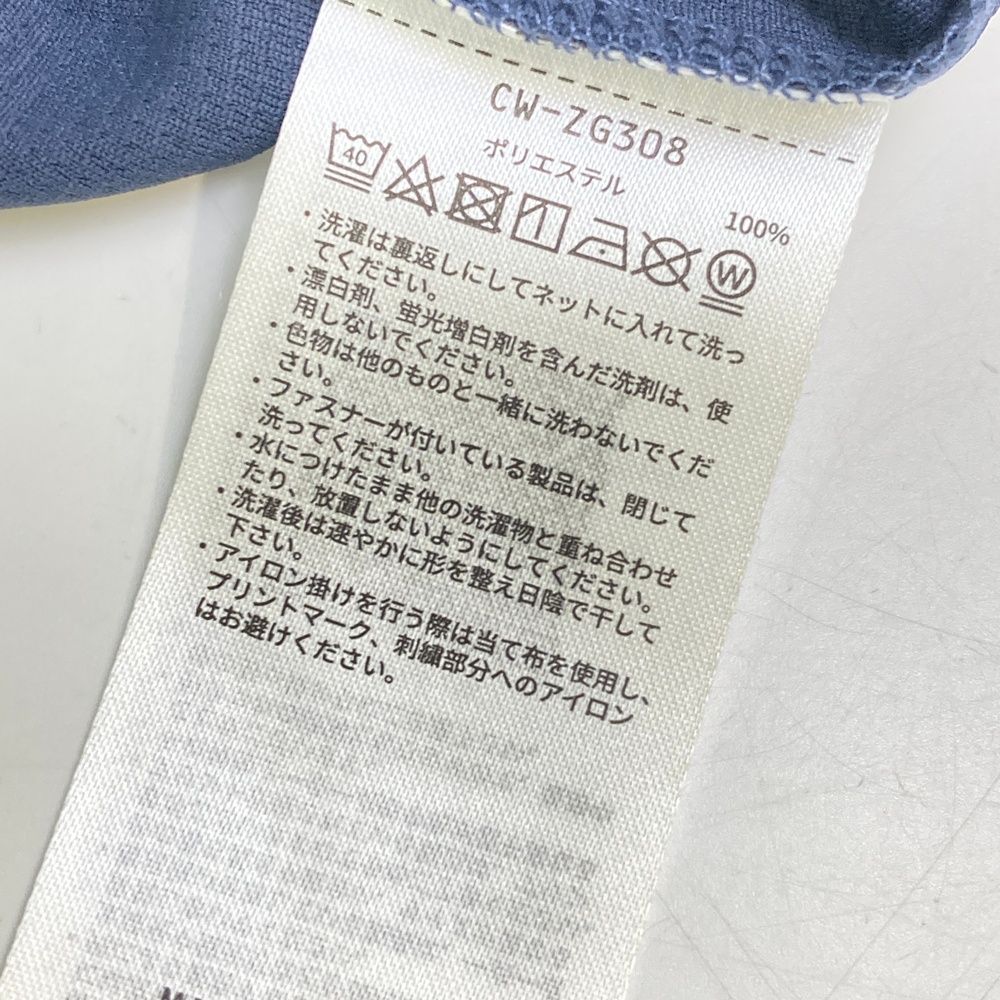 CW-ZG308
ポリエステル
100%
40
W
・洗濯は裏返しにしてネットに入れて洗っ
てください。
・漂白剤、蛍光増白剤を含んだ洗剤は、使
用しないでください。
・色物は他のものと一緒に洗わないでくだ
さい。
・ファスナーが付いている製品は、閉じて
洗ってください。
・水につけたまま他の洗濯物と重ね合わせ
たり、放置しないようにしてください。
・洗濯後は速やかに形を整え日陰で干して
下さい。
・アイロン掛けを行う際は当て布を使用し、
プリントマーク、刺繍部分へのアイロン
はお避けください。